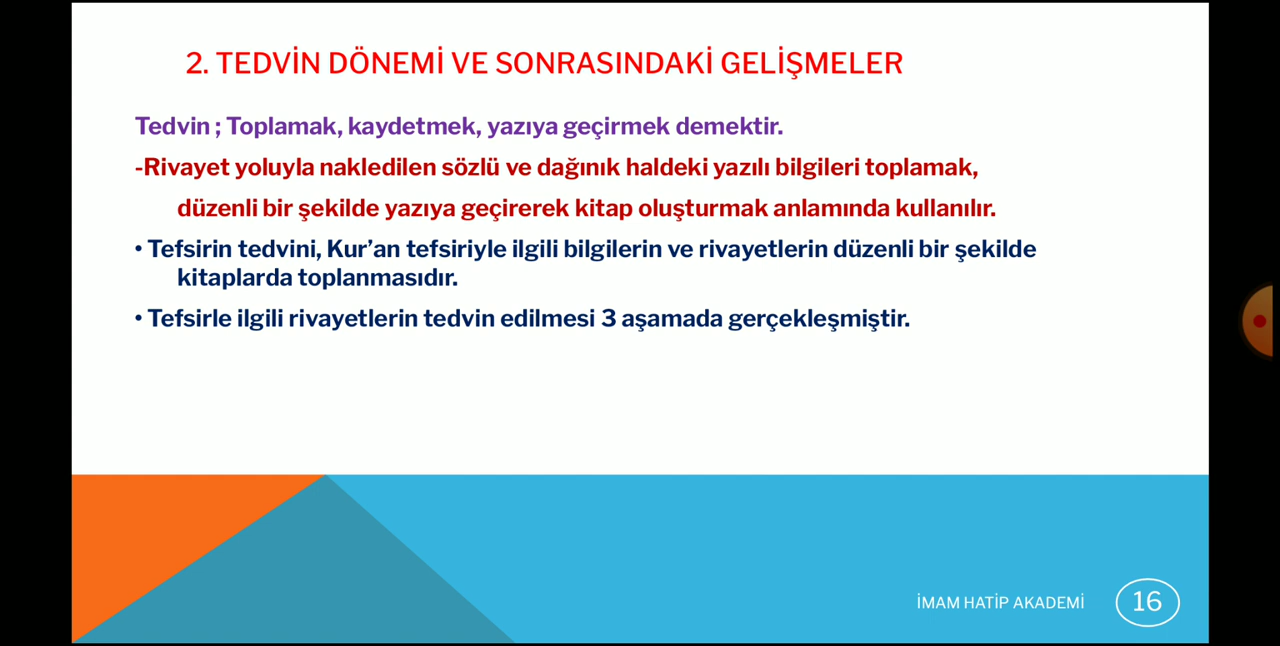 2. TEDVİN DÖNEMİ VE SONRASINDAKİ GELİŞMELER
Tedvin ; Toplamak, kaydetmek, yazıya geçirmek demektir.
-Rivayet yoluyla nakledilen sözlü ve dağınık haldeki yazılı bilgileri toplamak,
düzenli bir şekilde yazıya geçirerek kitap oluşturmak anlamında kullanılır.
• Tefsirin tedvini, Kur’an tefsiriyle ilgili bilgilerin ve rivayetlerin düzenli bir şekilde
kitaplarda toplanmasıdır.
• Tefsirle ilgili rivayetlerin tedvin edilmesi 3 aşamada gerçekleşmiştir.
İMAM HATİP AKADEMİ
16